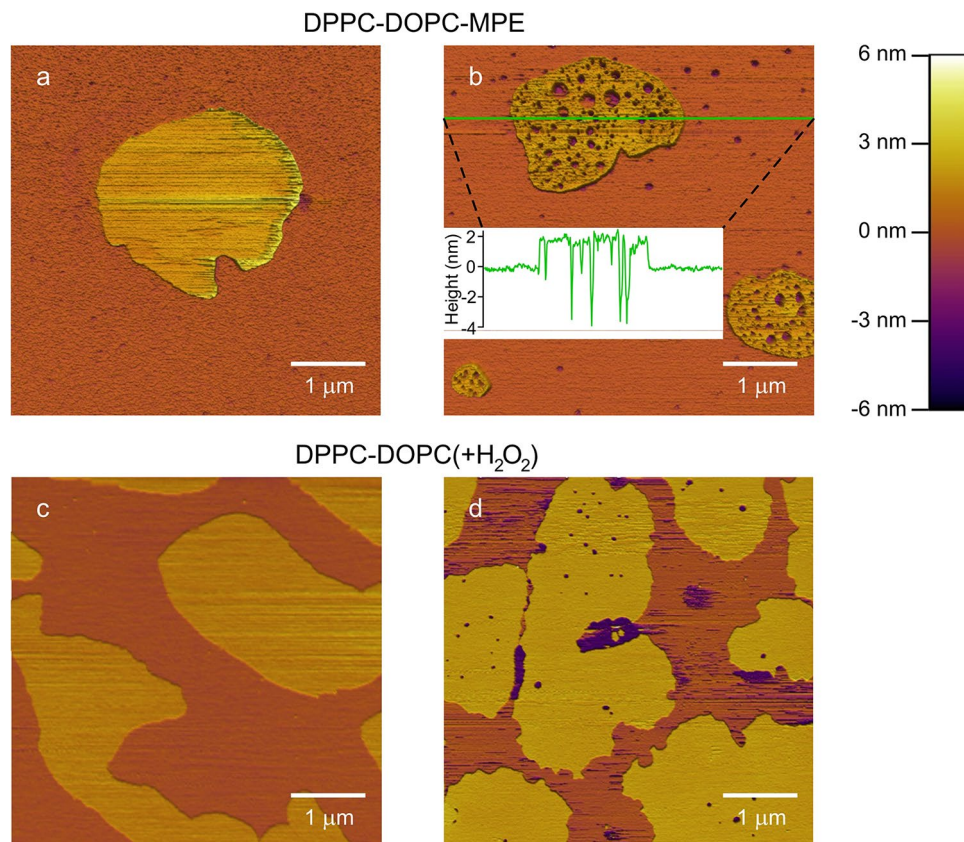 DPPC-DOPC-MPE
a
b
6 nm
3 nm
0 nm
-3 nm
-6 nm
Height (nm)
2
0
-2
-4
1 μm
1 μm
DPPC-DOPC(+H₂O₂)
c
d
1 μm
1 μm